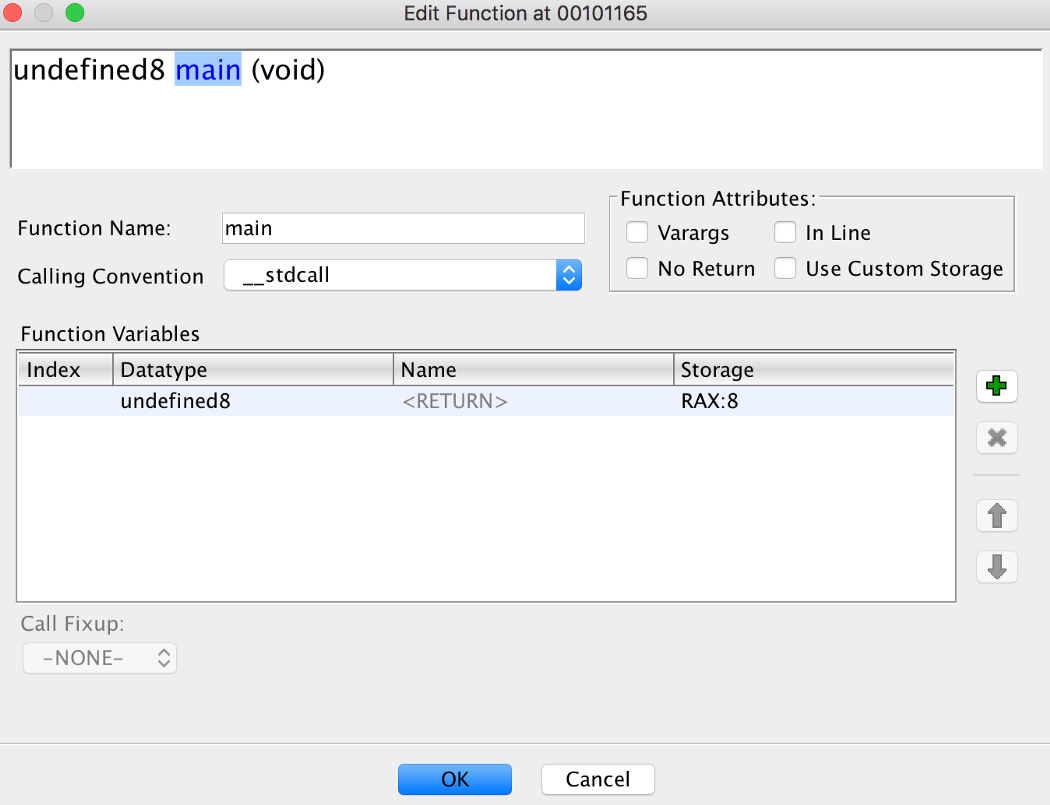 Edit Function at 00101165
undefined8 main (void)
Function Name: main
Calling Convention __stdcall
Function Attributes:
Varargs In Line
No Return Use Custom Storage
Function Variables
Index Datatype Name Storage
undefined8 <RETURN> RAX:8
Call Fixup:
-NONE-
OK Cancel